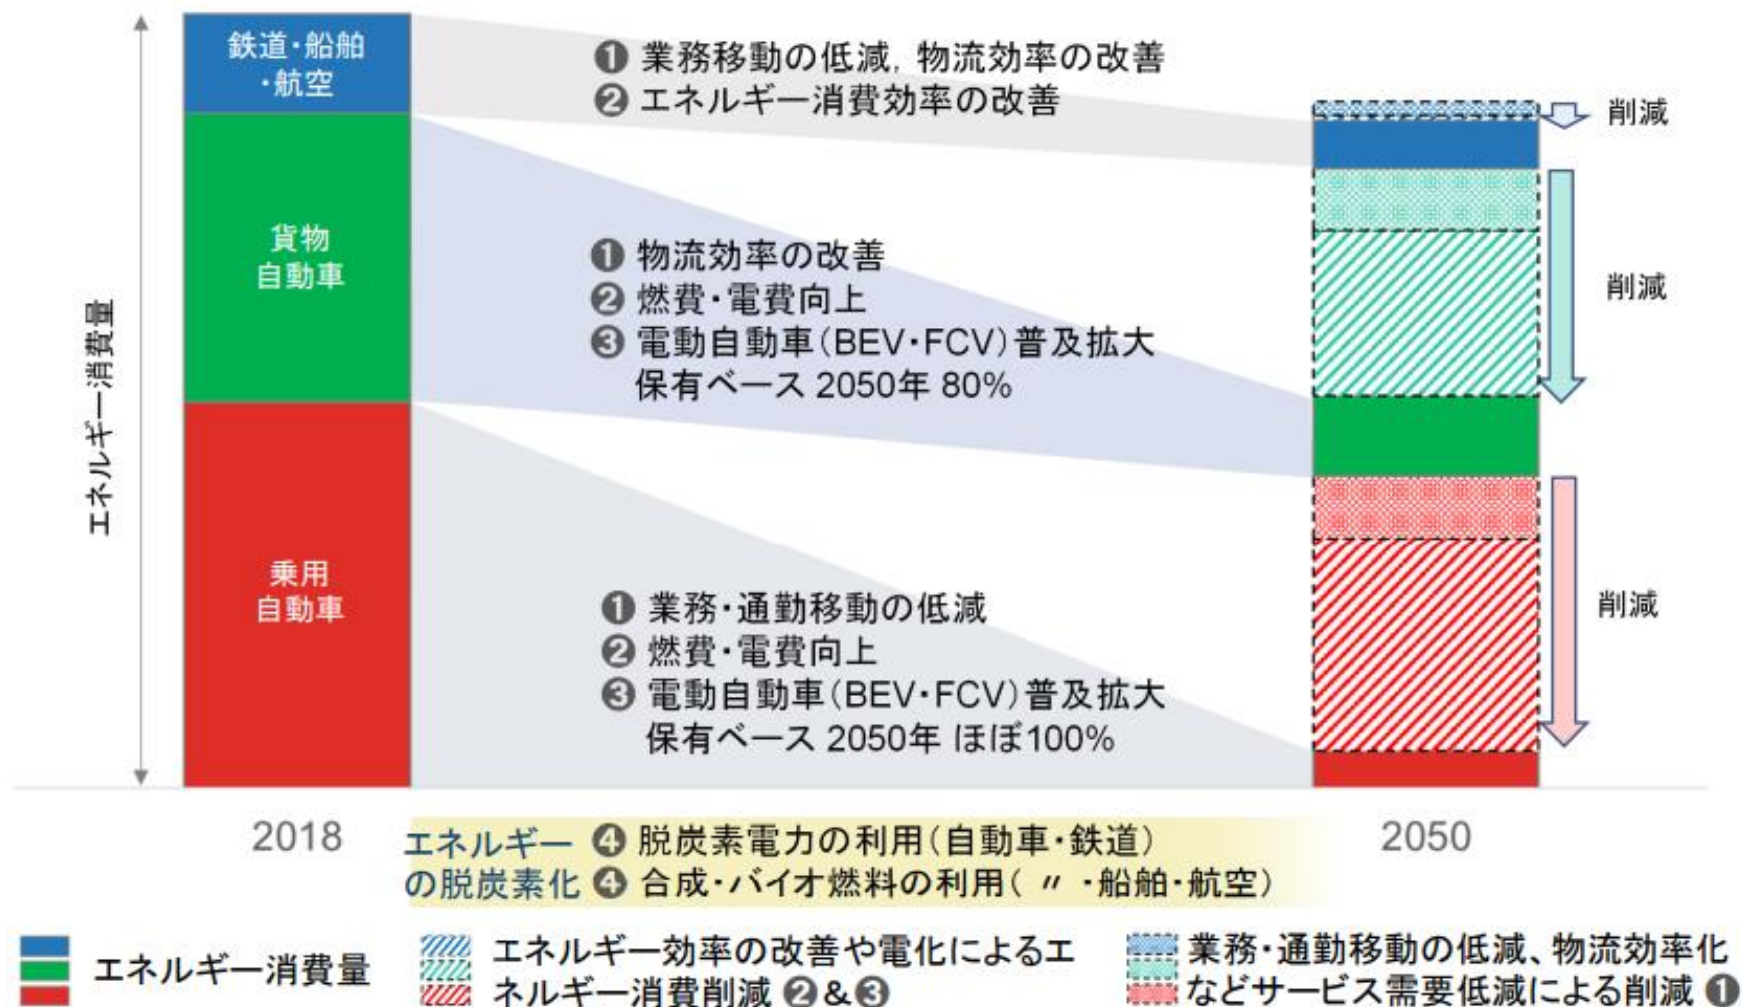 鉄道・船舶
・航空
❶ 業務移動の低減, 物流効率の改善
❷ エネルギー消費効率の改善
削減
貨物
自動車
❶ 物流効率の改善
❷ 燃費・電費向上
❸ 電動自動車(BEV・FCV)普及拡大
保有ベース 2050年 80%
削減
エネルギー消費量
乗用
自動車
❶ 業務・通勤移動の低減
❷ 燃費・電費向上
❸ 電動自動車(BEV・FCV)普及拡大
保有ベース 2050年 ほぼ100%
削減
2018
2050
エネルギー
の脱炭素化
❹ 脱炭素電力の利用(自動車・鉄道)
❹ 合成・バイオ燃料の利用( 〃 ・船舶・航空)
エネルギー消費量
エネルギー効率の改善や電化によるエ
ネルギー消費削減 ❷&❸
業務・通勤移動の低減、物流効率化
などサービス需要低減による削減 ❶